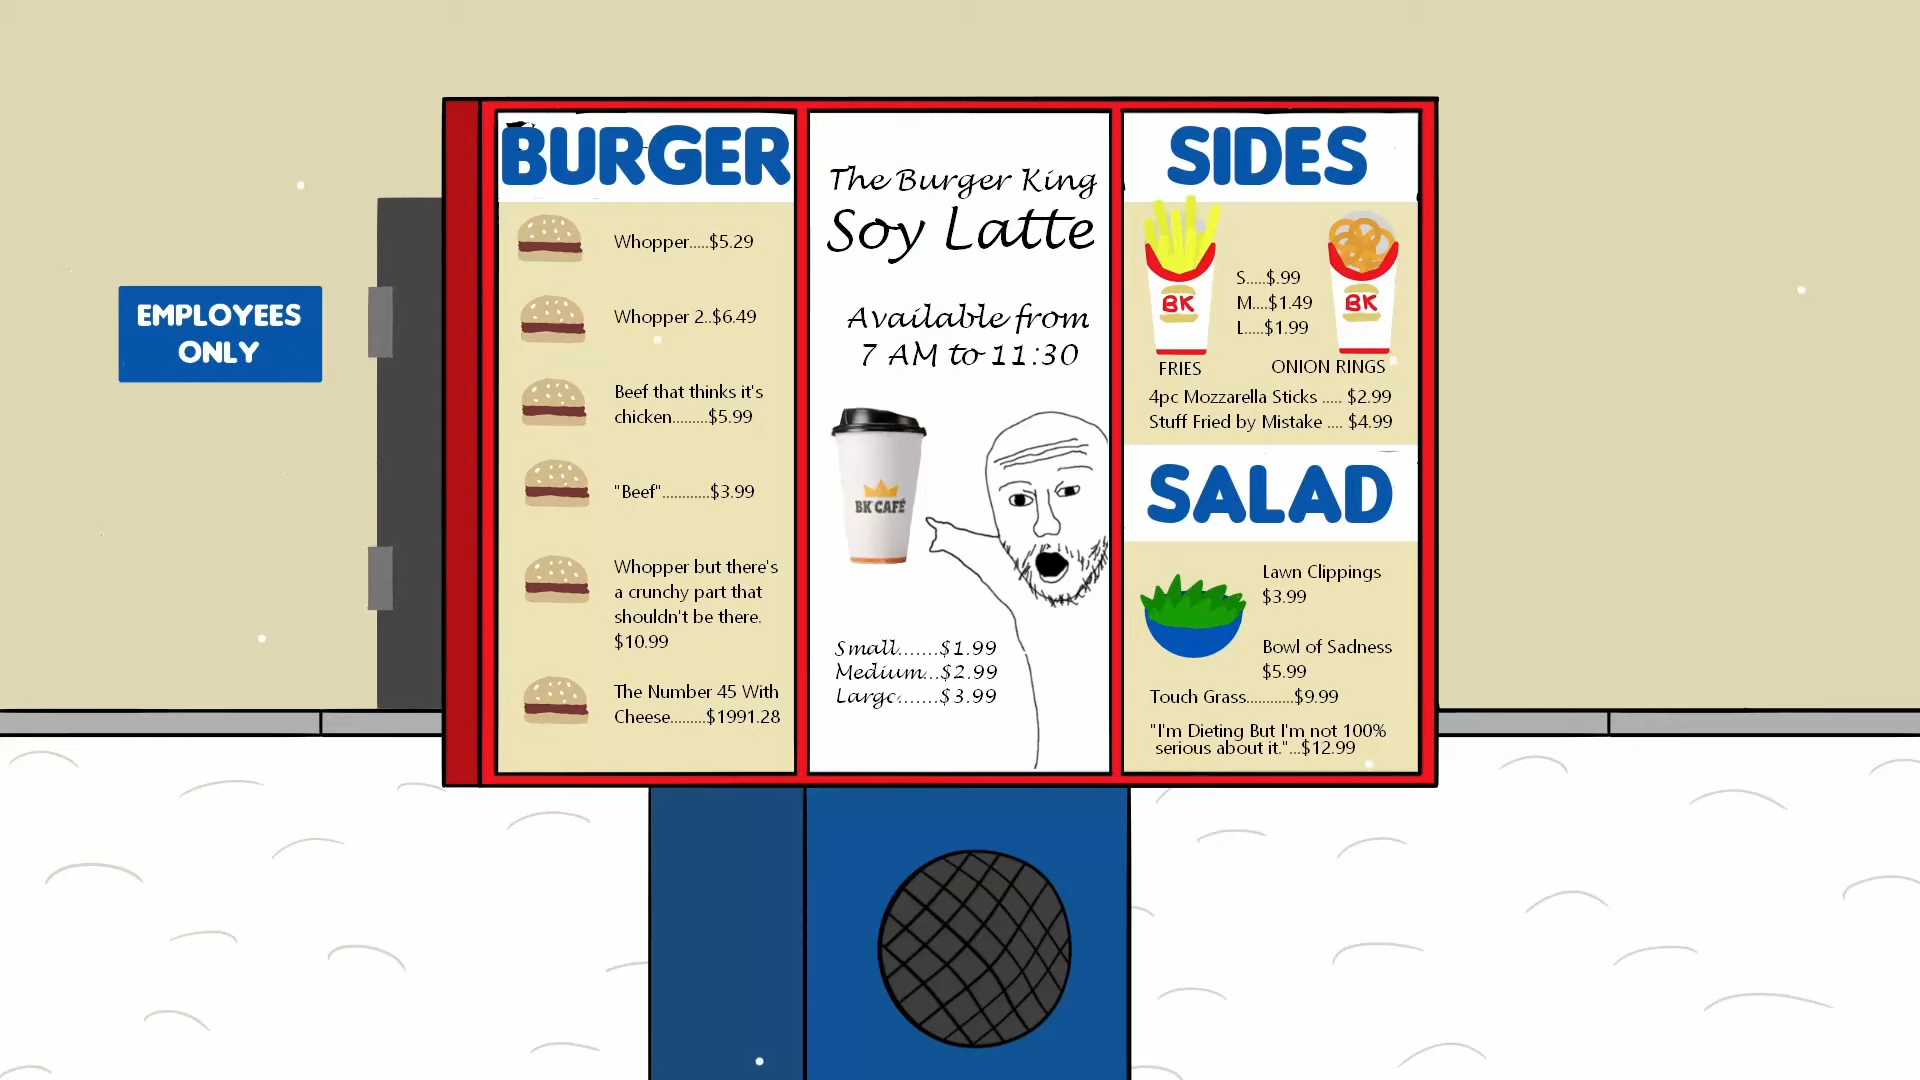 EMPLOYEES
ONLY
BURGER
Whopper.....$5.29
Whopper 2..$6.49
Beef that thinks it's
chicken.........$5.99
"Beef"...........$3.99
Whopper but there's
a crunchy part that
shouldn't be there.
$10.99
The Number 45 With
Cheese........$1991.28
The Burger King
Soy Latte
Available from
7 AM to 11:30
BK CAFÉ
Small.......$1.99
Medium...$2.99
Large.......$3.99
SIDES
BK
BK
S.....$.99
M....$1.49
L.....$1.99
FRIES
ONION RINGS
4pc Mozzarella Sticks ..... $2.99
Stuff Fried by Mistake .... $4.99
SALAD
Lawn Clippings
$3.99
Bowl of Sadness
$5.99
Touch Grass...........$9.99
"I'm Dieting But I'm not 100%
serious about it."...$12.99